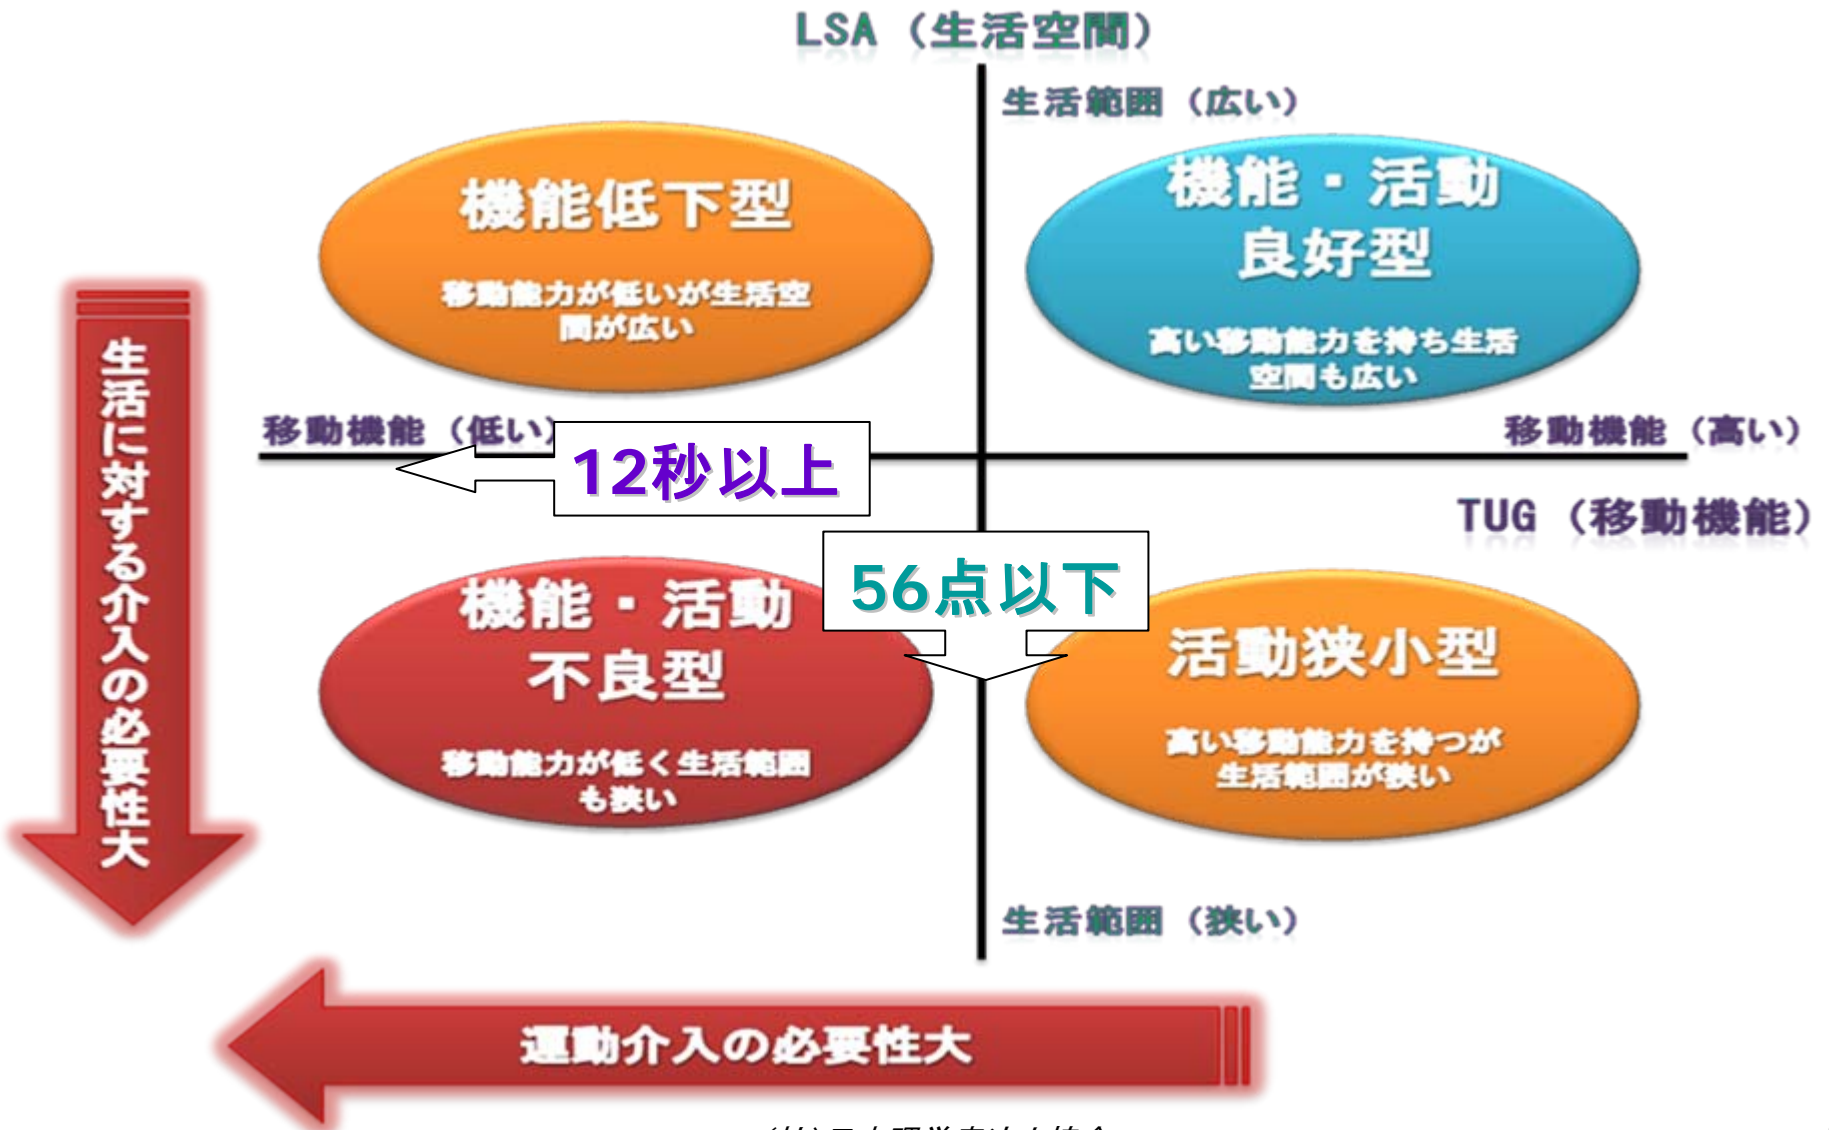 LSA（生活空間）
生活範囲（広い）
機能低下型
移動能力が低いが生活空
間が広い
機能・活動
良好型
高い移動能力を持ち生活
空間も広い
生活に対する介入の必要性大
移動機能（低い）
12秒以上
移動機能（高い）
TUG（移動機能）
56点以下
機能・活動
不良型
移動能力が低く生活範囲
も狭い
活動狭小型
高い移動能力を持つが
生活範囲が狭い
生活範囲（狭い）
運動介入の必要性大